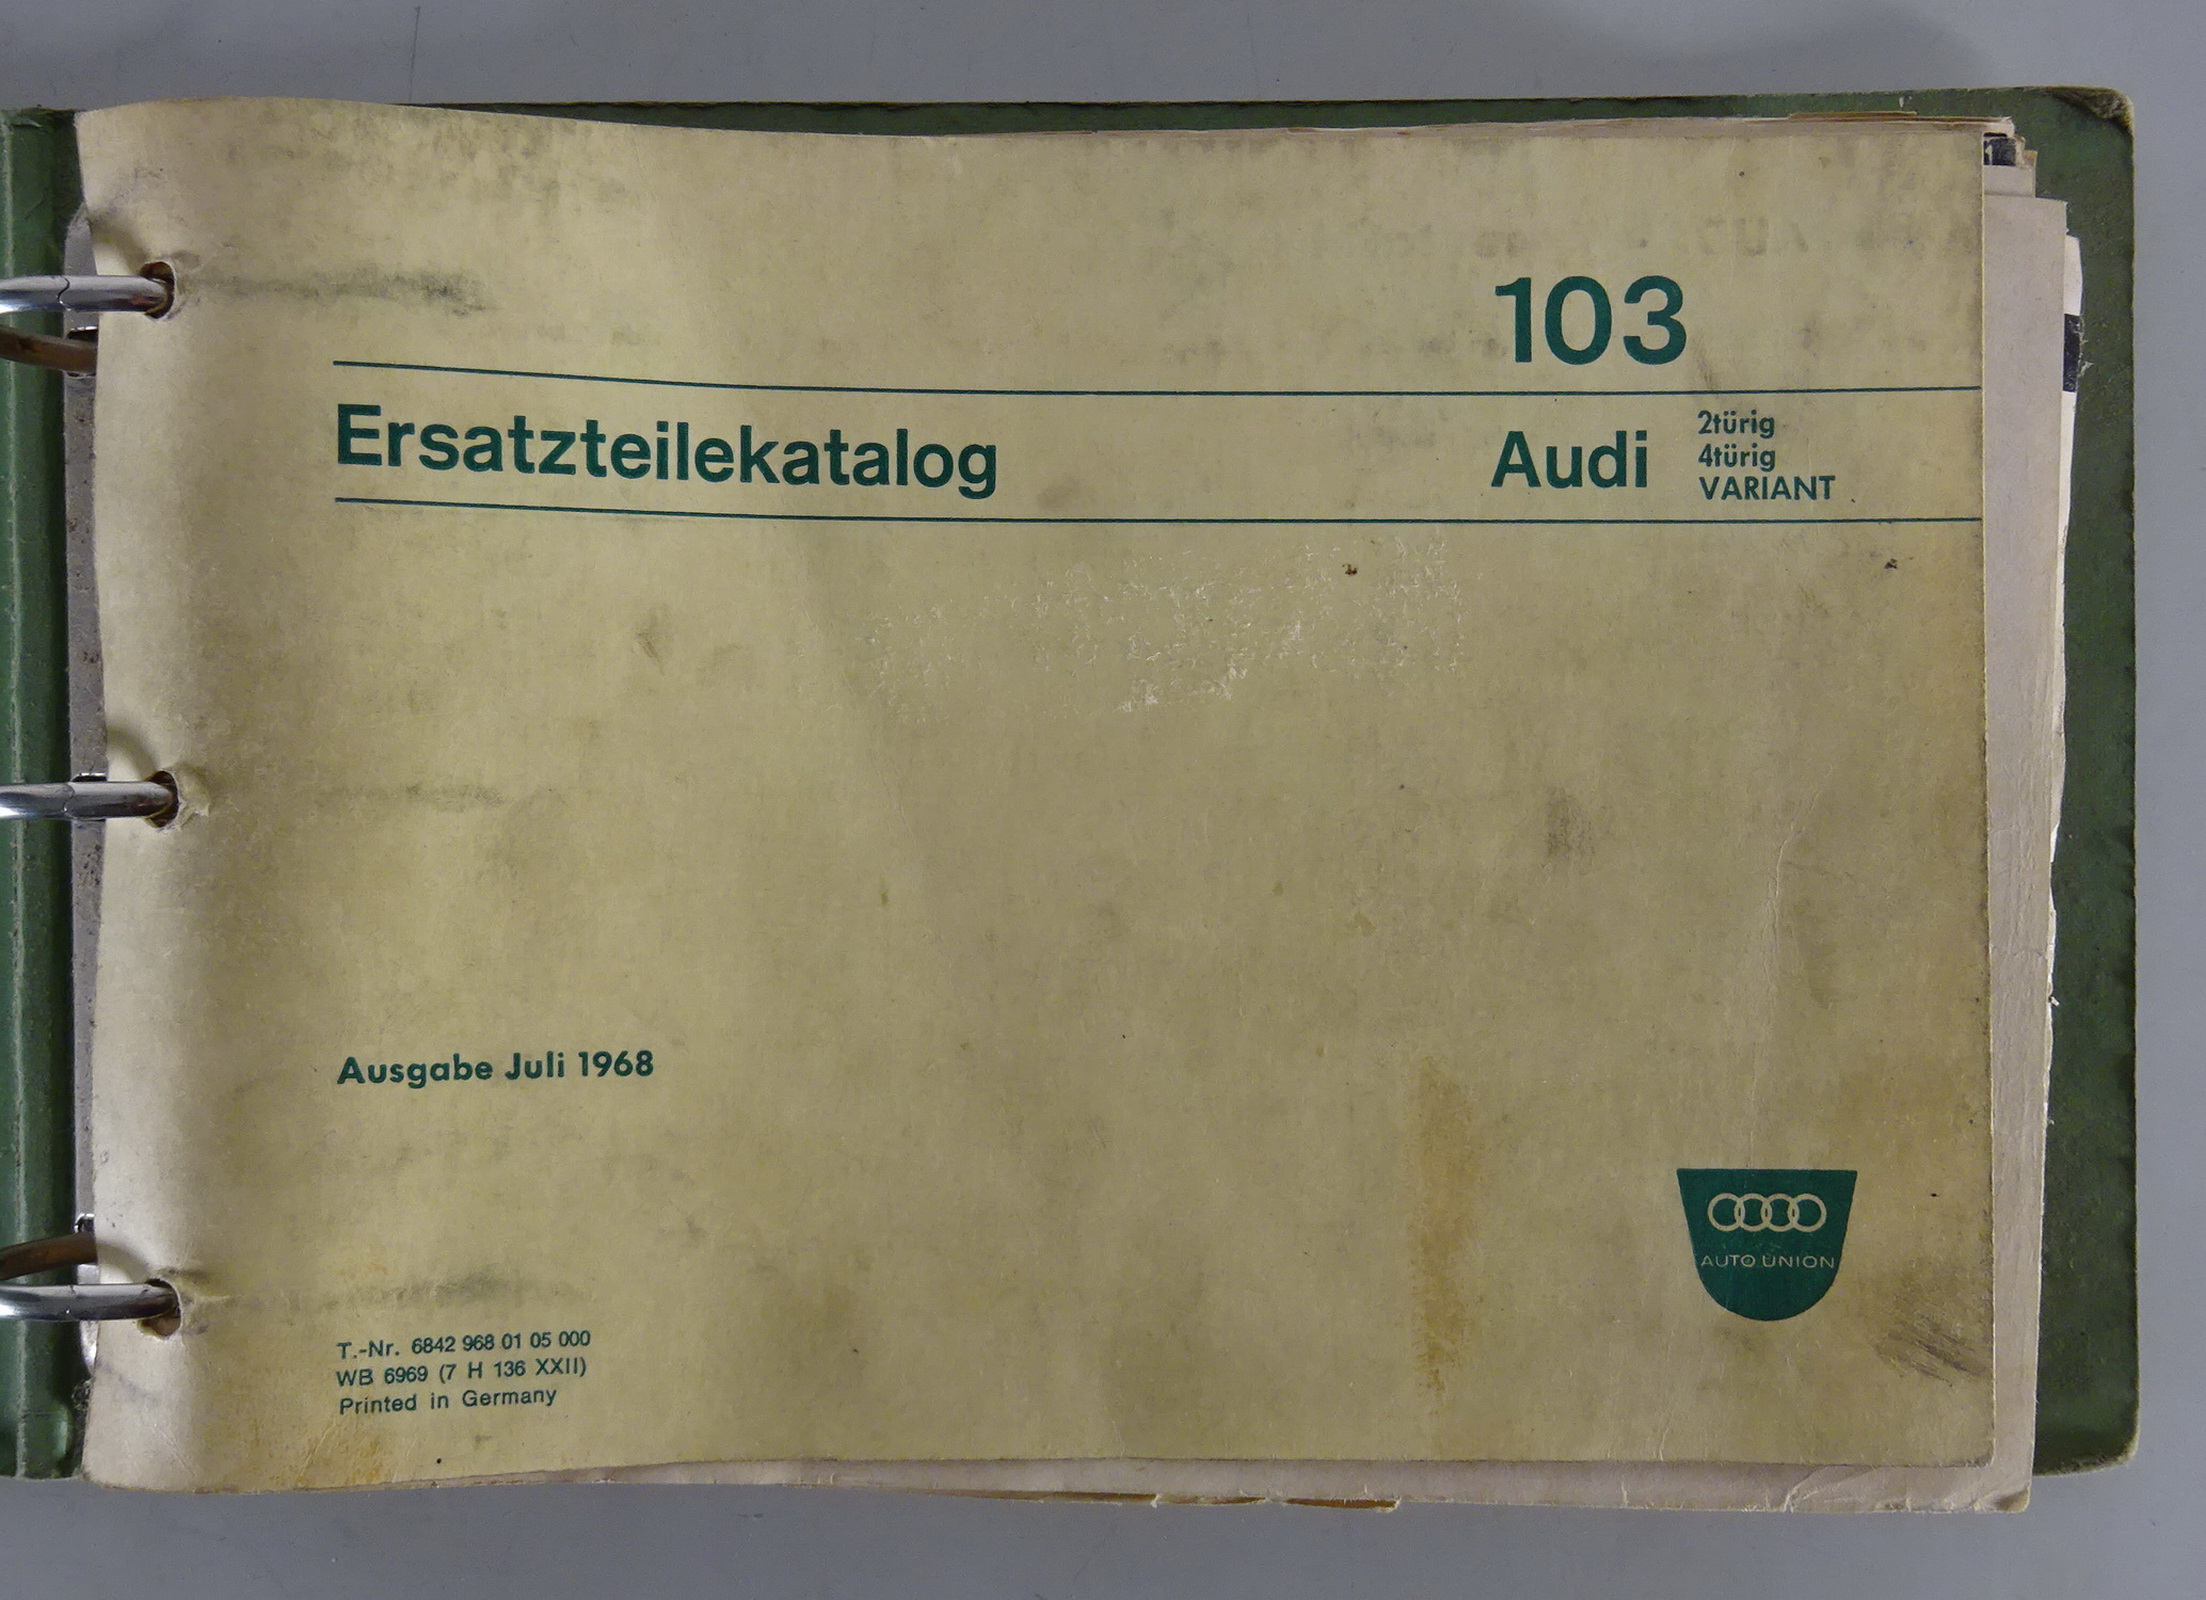 103
Ersatzteilekatalog
Audi
2türig
4türig
VARIANT
Ausgabe Juli 1968
AUTO UNION
T.-Nr. 6842 968 01 05 000
WB 6969 (7 H 136 XXII)
Printed in Germany
1